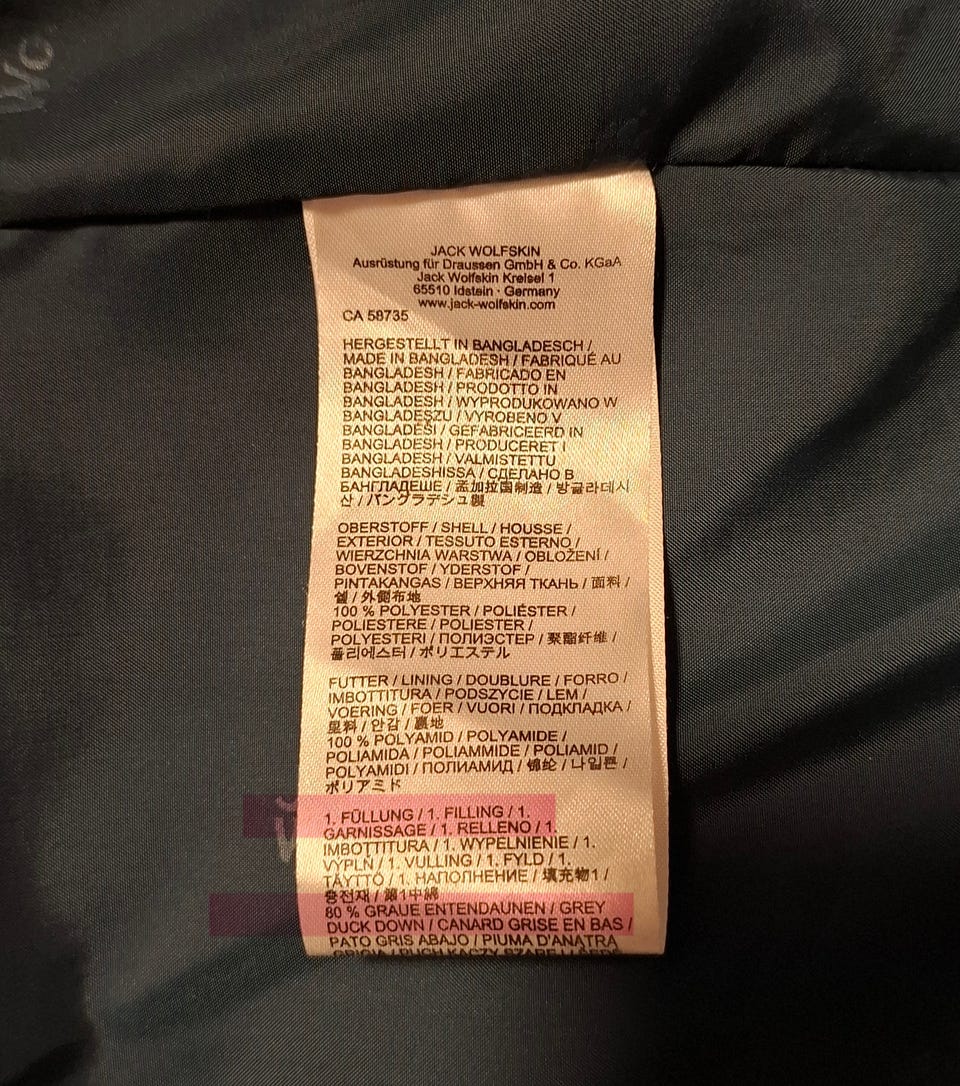 JACK WOLFSKIN
Ausrüstung für Draussen GmbH & Co. KGaA
Jack Wolfskin Kreisel 1
65510 Idstein · Germany
www.jack-wolfskin.com
CA 58735
HERGESTELLT IN BANGLADESCH /
MADE IN BANGLADESH / FABRIQUÉ AU
BANGLADESH / FABRICADO EN
BANGLADESH / PRODOTTO IN
BANGLADESH / WYPRODUKOWANO W
BANGLADESZU / VYROBENO V
BANGLADÉŠI / GEFABRICEERD IN
BANGLADESH / PRODUCERET I
BANGLADESH / VALMISTETTU
BANGLADESHISSA / СДЕЛАНО В
БАНГЛАДЕШЕ / 孟加拉国制造 / 방글라데시
산 / バングラデシュ製
OBERSTOFF / SHELL / HOUSSE /
EXTERIOR / TESSUTO ESTERNO /
WIERZCHNIA WARSTWA / OBLOŽENÍ /
BOVENSTOF / YDERSTOF /
PINTAKANGAS / ВЕРХНЯЯ ТКАНЬ / 面料 /
쉘 / 外側布地
100 % POLYESTER / POLIÉSTER /
POLIESTERE / POLIESTER /
POLYESTERI / ПОЛИЭСТЕР / 聚酯纤维 /
폴리에스터 / ポリエステル
FUTTER / LINING / DOUBLURE / FORRO /
IMBOTTITURA / PODSZYCIE / LEM /
VOERING / FOER / VUORI / ПОДКЛАДКА /
里料 / 안감 / 裏地
100 % POLYAMID / POLYAMIDE /
POLIAMIDA / POLIAMMIDE / POLIAMID /
POLYAMIDI / ПОЛИАМИД / 锦纶 / 나일론 /
ポリアミド
1. FÜLLUNG / 1. FILLING / 1.
GARNISSAGE / 1. RELLENO / 1.
IMBOTTITURA / 1. WYPEŁNIENIE / 1.
VÝPLŇ / 1. VULLING / 1. FYLD / 1.
TÄYTTÖ / 1. НАПОЛНЕНИЕ / 填充物1 /
충전재 / 第1中綿
80 % GRAUE ENTENDAUNEN / GREY
DUCK DOWN / CANARD GRISE EN BAS /
PATO GRIS ABAJO / PIUMA D'ANATRA
GRIGIA / PUCH KACZY SZARE